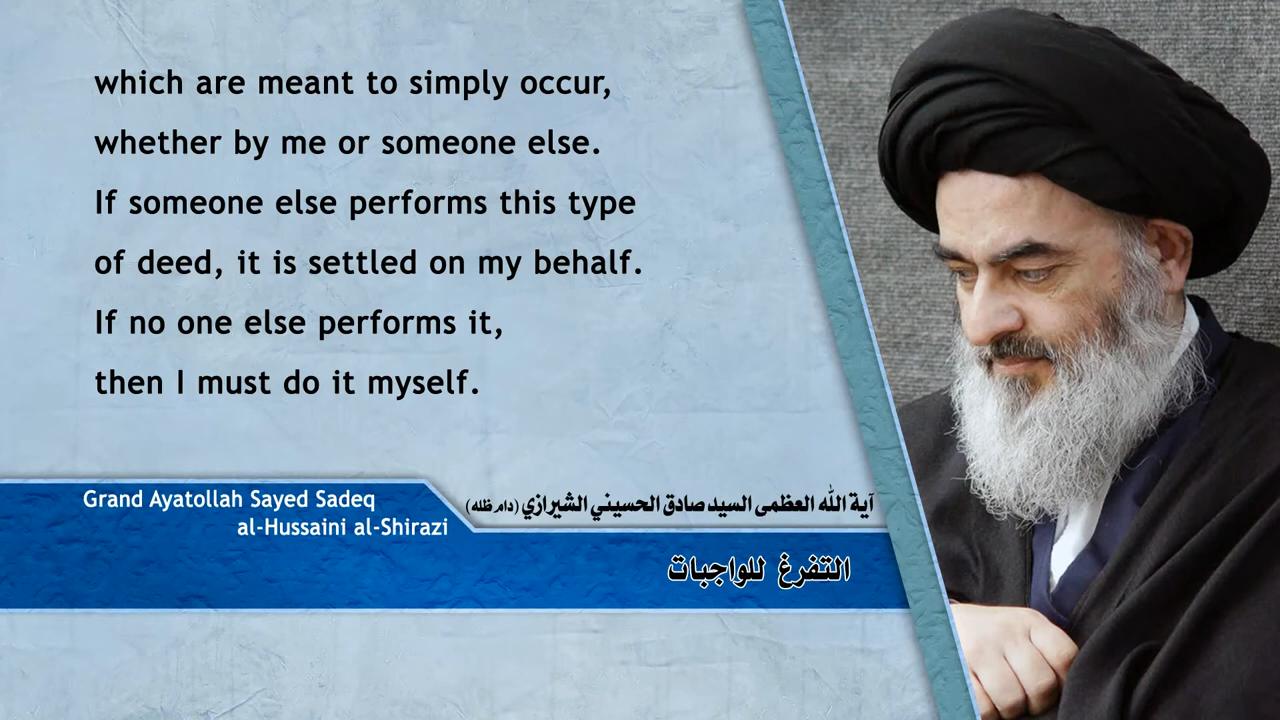 which are meant to simply occur,
whether by me or someone else.
If someone else performs this type
of deed, it is settled on my behalf.
If no one else performs it,
then I must do it myself.
Grand Ayatollah Sayed Sadeq
al-Hussaini al-Shirazi
آية الله العظمى السيد صادق الحسيني الشيرازي (دام ظله)
التفرغ للواجبات